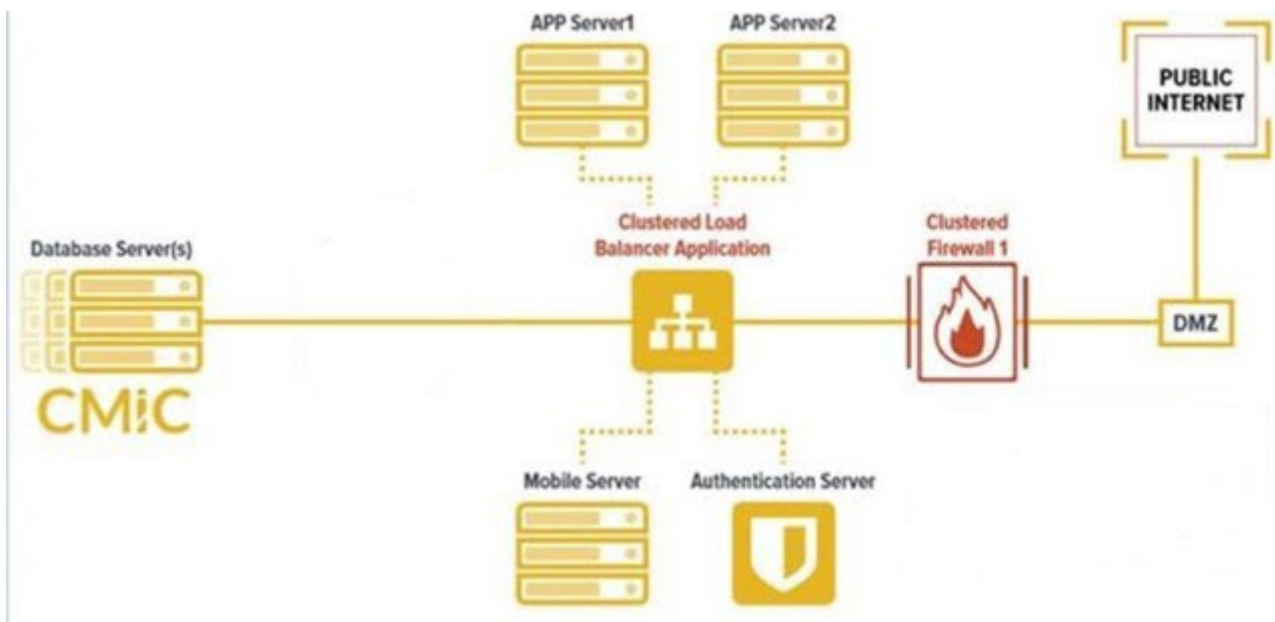 APP Server1
APP Server2
PUBLIC
INTERNET
Clustered Load
Balancer Application
Clustered
Firewall 1
Database Server(s)
DMZ
CMiC
Mobile Server
Authentication Server